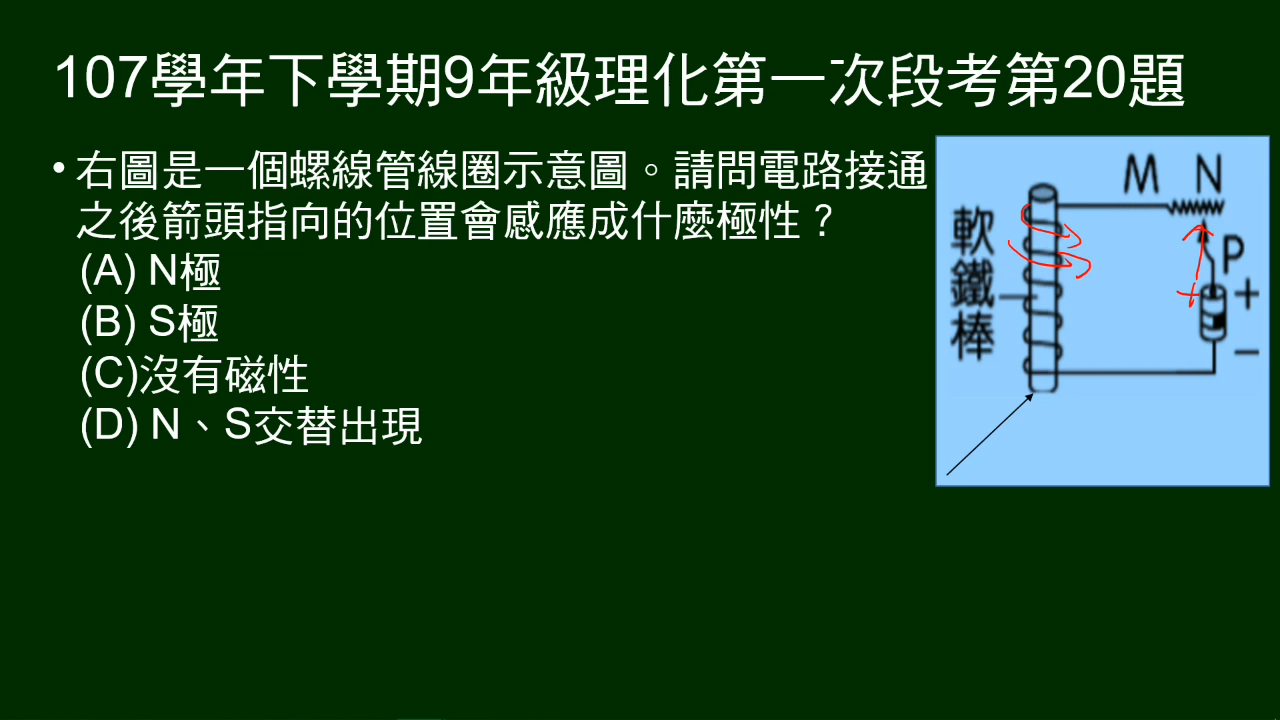 107學年下學期9年級理化第一次段考第20題
• 右圖是一個螺線管線圈示意圖。請問電路接通
之後箭頭指向的位置會感應成什麼極性？
(A) N極
(B) S極
(C)沒有磁性
(D) N、S交替出現
M N
軟鐵棒
P
+
+
－